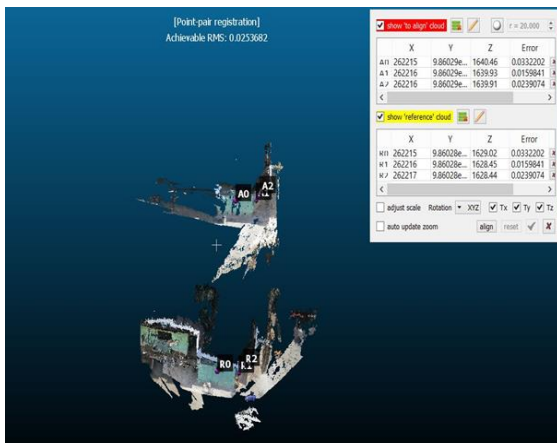 [Point-pair registration]
Achievable RMS: 0.0253682
A0
A2
R0
R2
show 'to align' cloud
r = 20.000
X Y Z Error
A0 262215 9.86029e... 1640.46 0.0332202
A1 262216 9.86029e... 1639.93 0.0159841
A2 262216 9.86029e... 1639.91 0.0239074
show 'reference' cloud
X Y Z Error
R0 262215 9.86028e... 1629.02 0.0332202
R1 262216 9.86028e... 1628.45 0.0159841
R2 262217 9.86028e... 1628.44 0.0239074
adjust scale Rotation XYZ Tx Ty Tz
auto update zoom align reset